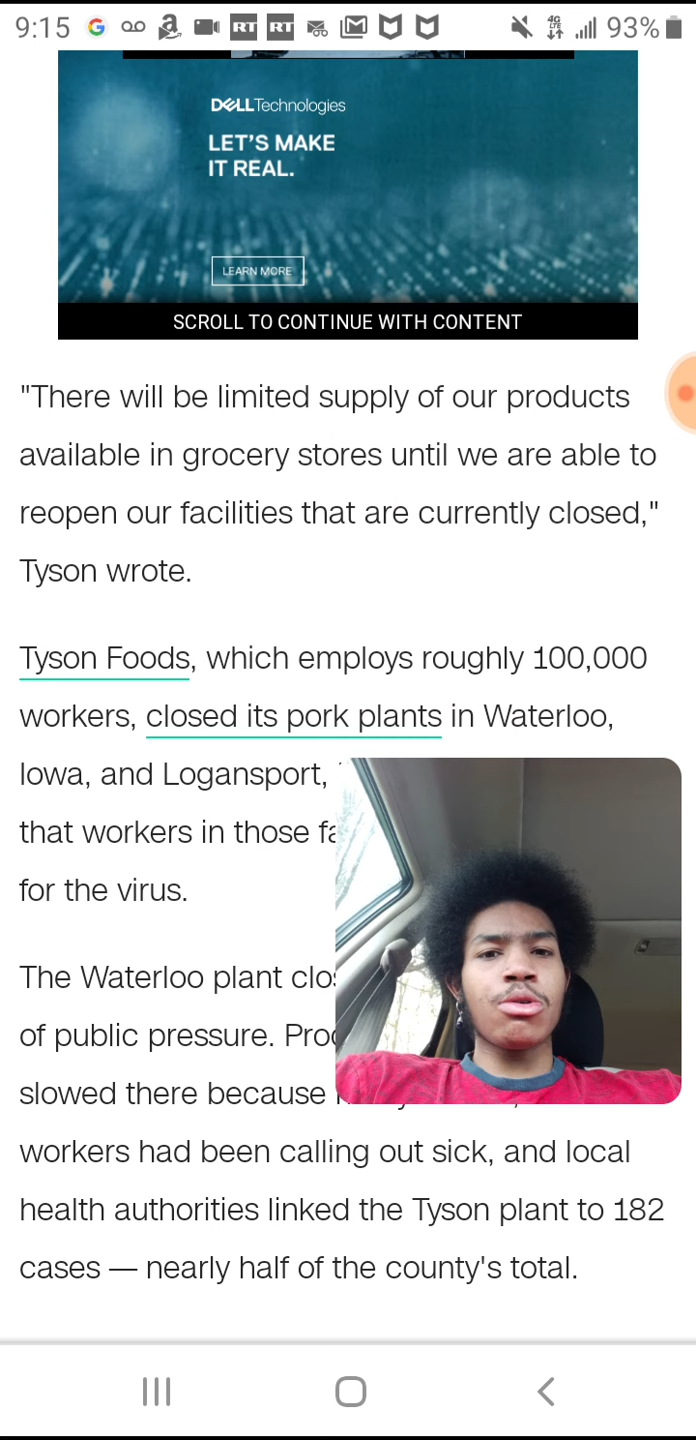 9:15
RT RT
4G
LTE
93%
DELLTechnologies
LET'S MAKE
IT REAL.
LEARN MORE
SCROLL TO CONTINUE WITH CONTENT
"There will be limited supply of our products
available in grocery stores until we are able to
reopen our facilities that are currently closed,"
Tyson wrote.
Tyson Foods, which employs roughly 100,000
workers, closed its pork plants in Waterloo,
Iowa, and Logansport,
that workers in those
for the virus.
The Waterloo plant
of public pressure.
slowed there because
workers had been calling out sick, and local
health authorities linked the Tyson plant to 182
cases — nearly half of the county's total.